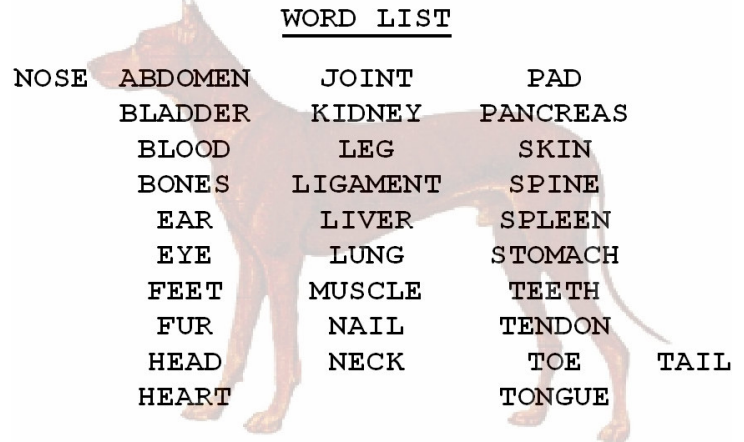 WORD LIST
NOSE ABDOMEN JOINT PAD
BLADDER KIDNEY PANCREAS
BLOOD LEG SKIN
BONES LIGAMENT SPINE
EAR LIVER SPLEEN
EYE LUNG STOMACH
FEET MUSCLE TEETH
FUR NAIL TENDON
HEAD NECK TOE TAIL
HEART TONGUE